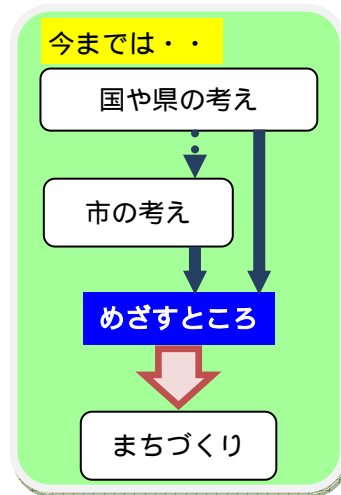 今までは・・
国や県の考え
市の考え
めざすところ
まちづくり